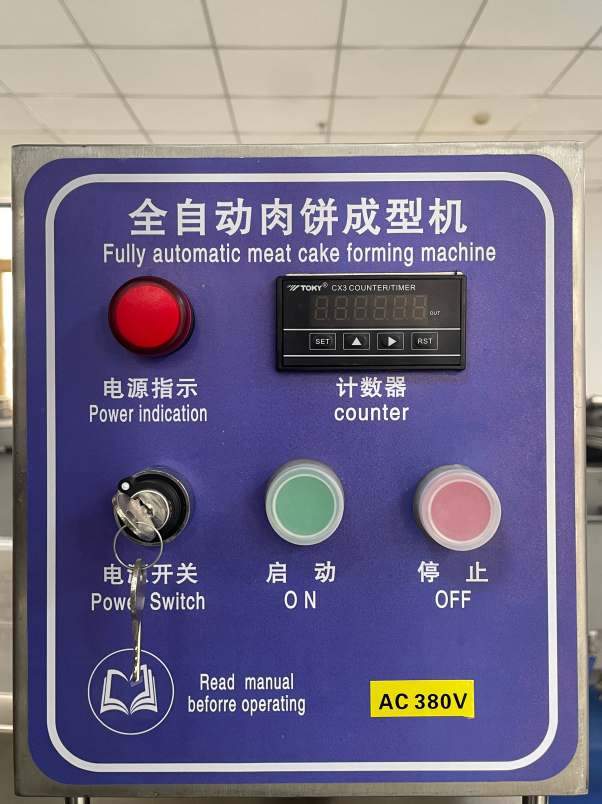 全自动肉饼成型机
Fully automatic meat cake forming machine
TOKY® CX3 COUNTER/TIMER
OUT
SET RST
电源指示
Power indication
计数器
counter
电源开关
Power Switch
启 动
ON
停 止
OFF
Read manual
beforre operating
AC 380V